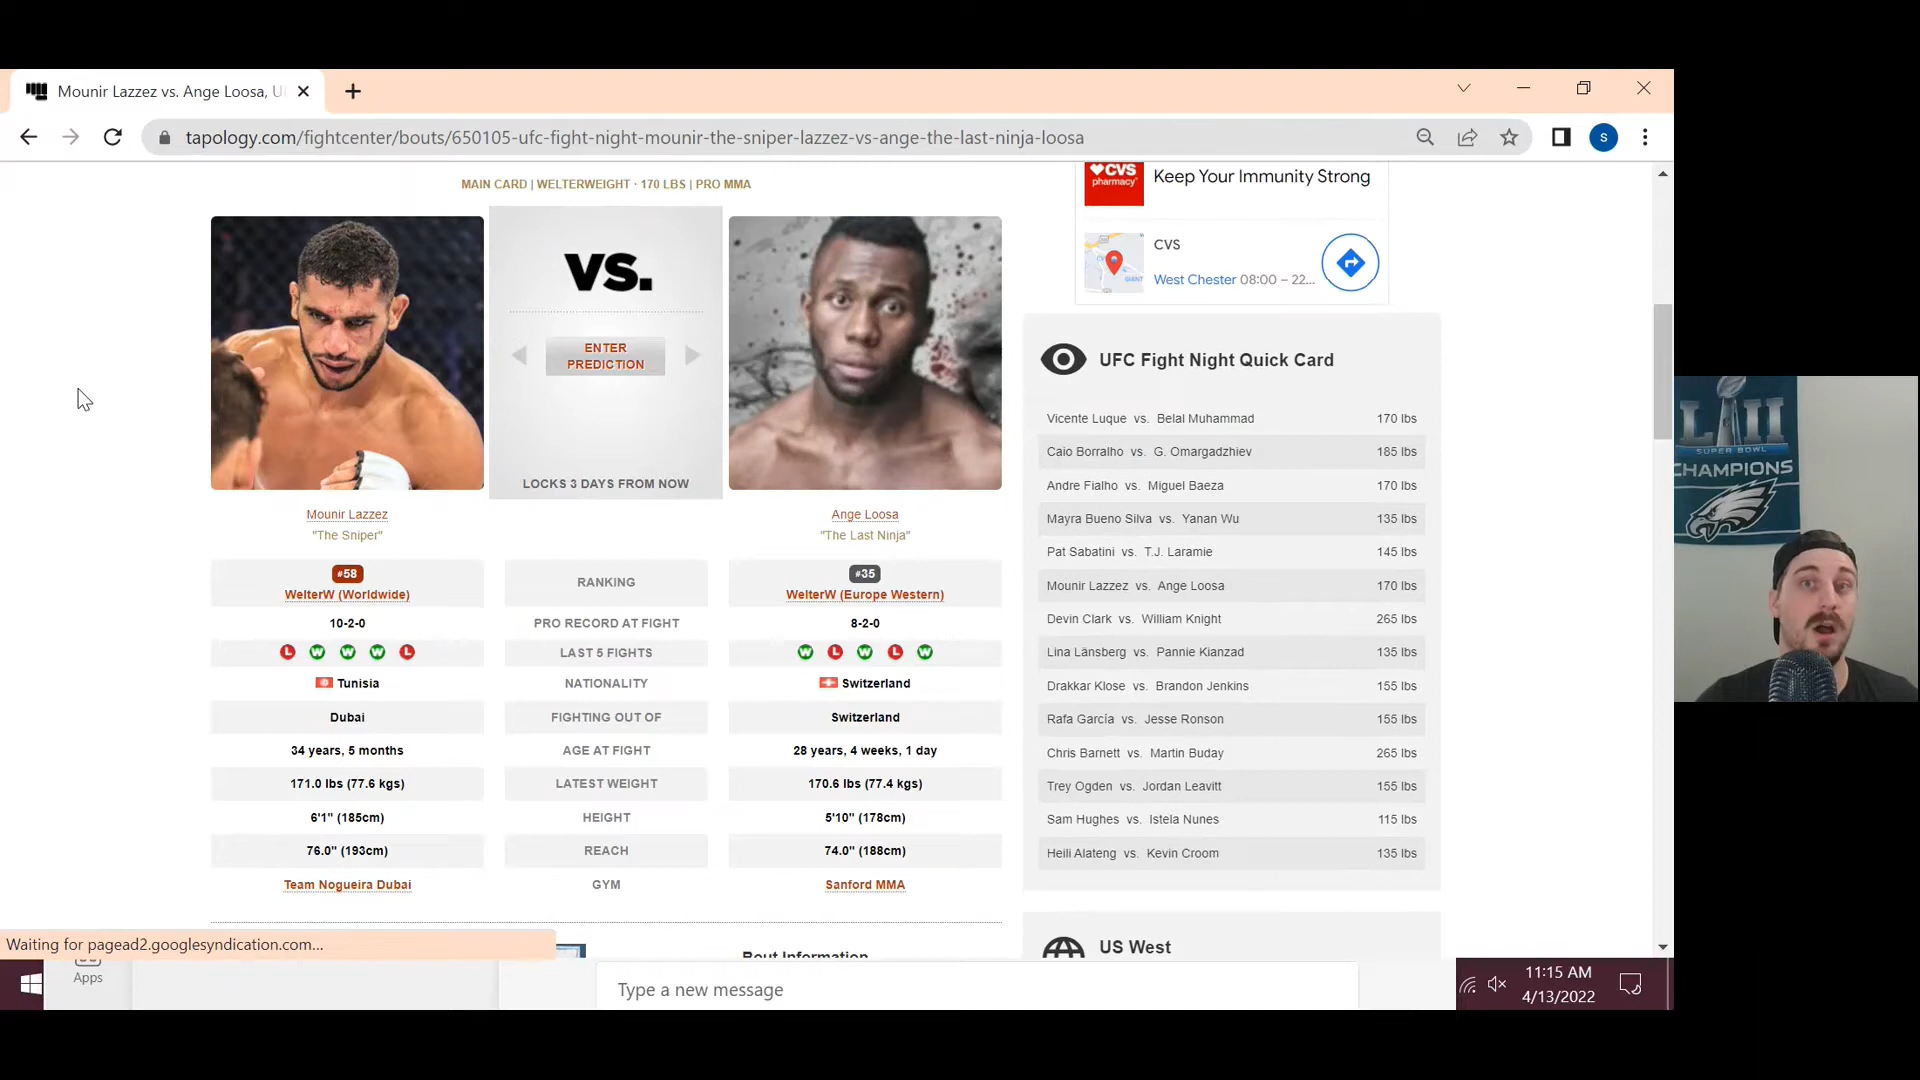 Mounir Lazzez vs. Ange Loosa, U
tapology.com/fightcenter/bouts/650105-ufc-fight-night-mounir-the-sniper-lazzez-vs-ange-the-last-ninja-loosa
S
MAIN CARD | WELTERWEIGHT · 170 LBS | PRO MMA
VS.
ENTER
PREDICTION
LOCKS 3 DAYS FROM NOW
Mounir Lazzez
"The Sniper"
Ange Loosa
"The Last Ninja"
#58
WelterW (Worldwide)
RANKING
#35
WelterW (Europe Western)
10-2-0 PRO RECORD AT FIGHT 8-2-0
L W W W L LAST 5 FIGHTS W L W L W
Tunisia NATIONALITY Switzerland
Dubai FIGHTING OUT OF Switzerland
34 years, 5 months AGE AT FIGHT 28 years, 4 weeks, 1 day
171.0 lbs (77.6 kgs) LATEST WEIGHT 170.6 lbs (77.4 kgs)
6'1" (185cm) HEIGHT 5'10" (178cm)
76.0" (193cm) REACH 74.0" (188cm)
Team Nogueira Dubai GYM Sanford MMA
Bout Information
CVS
pharmacy
Keep Your Immunity Strong
CVS
West Chester 08:00 – 22...
GIANT
UFC Fight Night Quick Card
Vicente Luque vs. Belal Muhammad 170 lbs
Caio Borralho vs. G. Omargadzhiev 185 lbs
Andre Fialho vs. Miguel Baeza 170 lbs
Mayra Bueno Silva vs. Yanan Wu 135 lbs
Pat Sabatini vs. T.J. Laramie 145 lbs
Mounir Lazzez vs. Ange Loosa 170 lbs
Devin Clark vs. William Knight 265 lbs
Lina Länsberg vs. Pannie Kianzad 135 lbs
Drakkar Klose vs. Brandon Jenkins 155 lbs
Rafa García vs. Jesse Ronson 155 lbs
Chris Barnett vs. Martin Buday 265 lbs
Trey Ogden vs. Jordan Leavitt 155 lbs
Sam Hughes vs. Istela Nunes 115 lbs
Heili Alateng vs. Kevin Croom 135 lbs
US West
LII
SUPER BOWL
CHAMPIONS
Waiting for pagead2.googlesyndication.com...
Apps
Type a new message
11:15 AM
4/13/2022